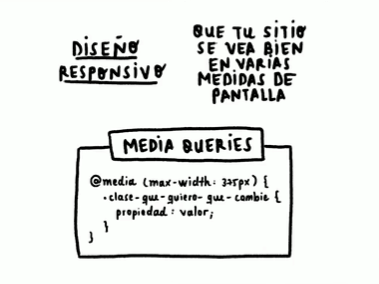 DISEÑO
RESPONSIVO
QUE TU SITIO
SE VEA BIEN
EN VARIAS
MEDIDAS DE
PANTALLA
MEDIA QUERIES
@media (max-width: 325px) {
.clase-que-quiero-que-cambie {
propiedad: valor;
}
}